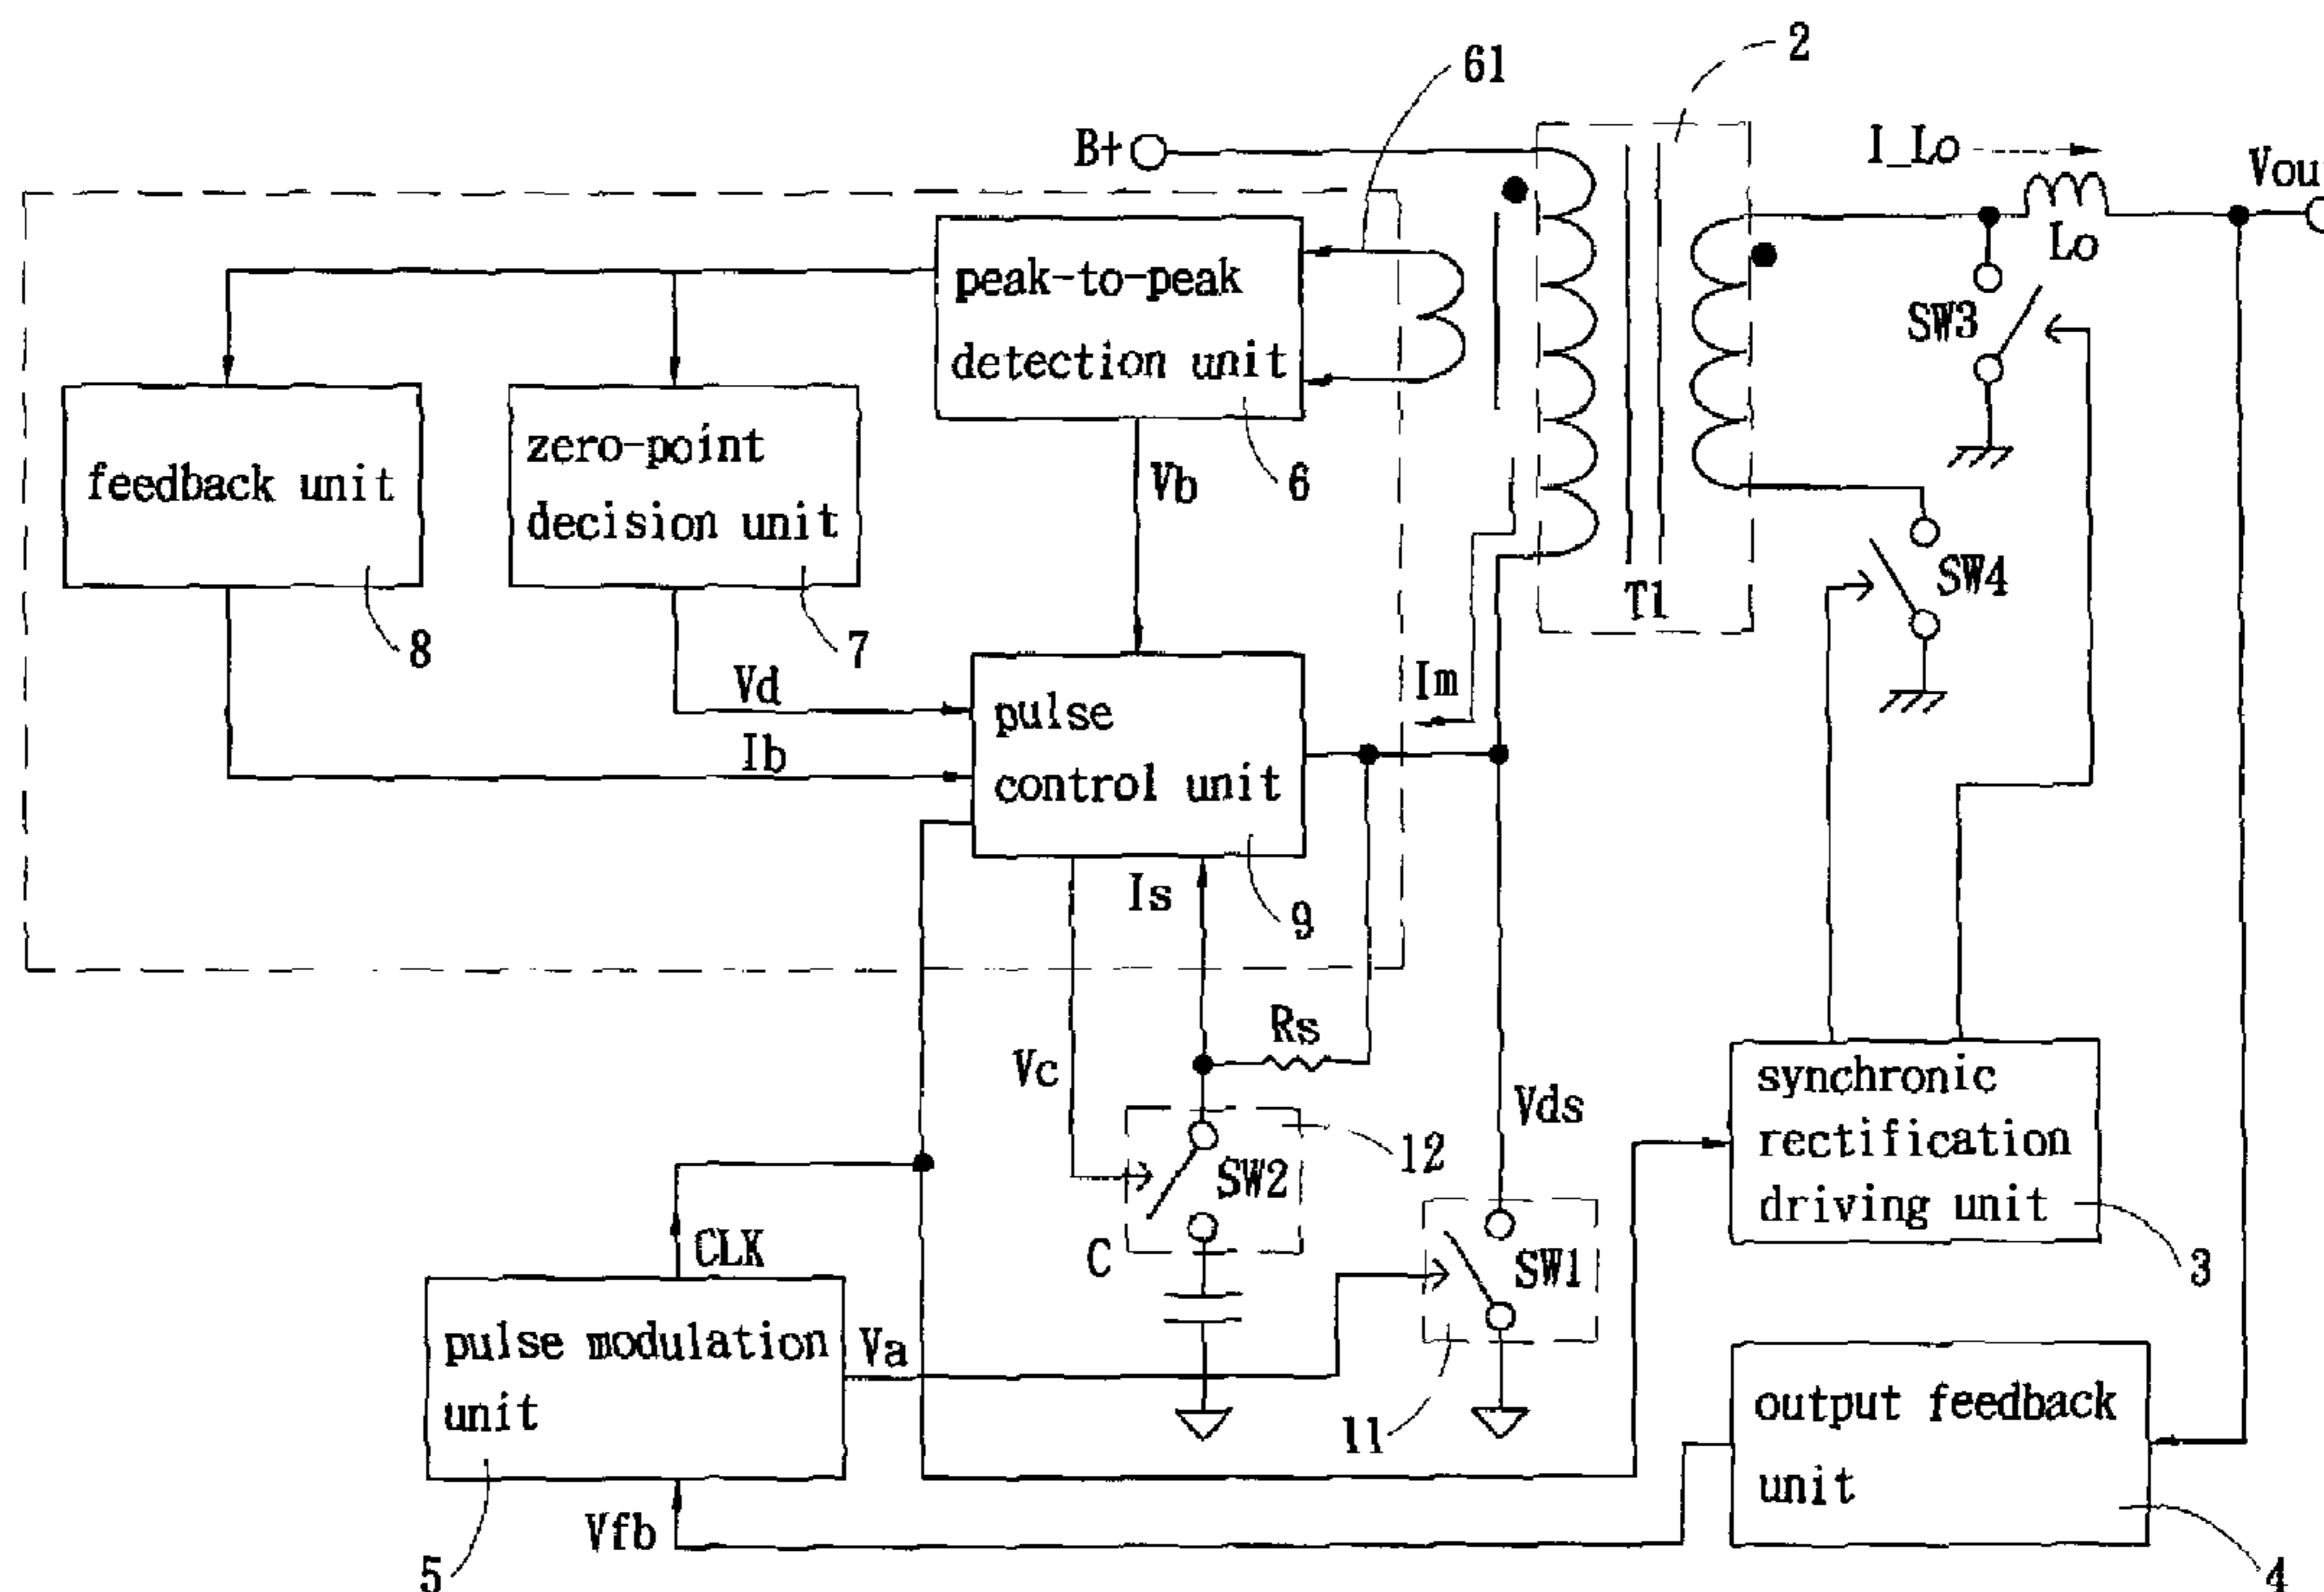 2
61
B+
I_Lo
Vou
Lo
peak-to-peak
detection unit
SW3
zero-point
decision unit
feedback unit
Vb
6
SW4
T1
8
7
Vd
Im
pulse
control unit
Ib
Is
9
Rs
Vc
synchronic
rectification
driving unit
Vds
12
SW2
CLK
C
SW1
3
pulse modulation
unit
Va
output feedback
unit
11
Vfb
5
4